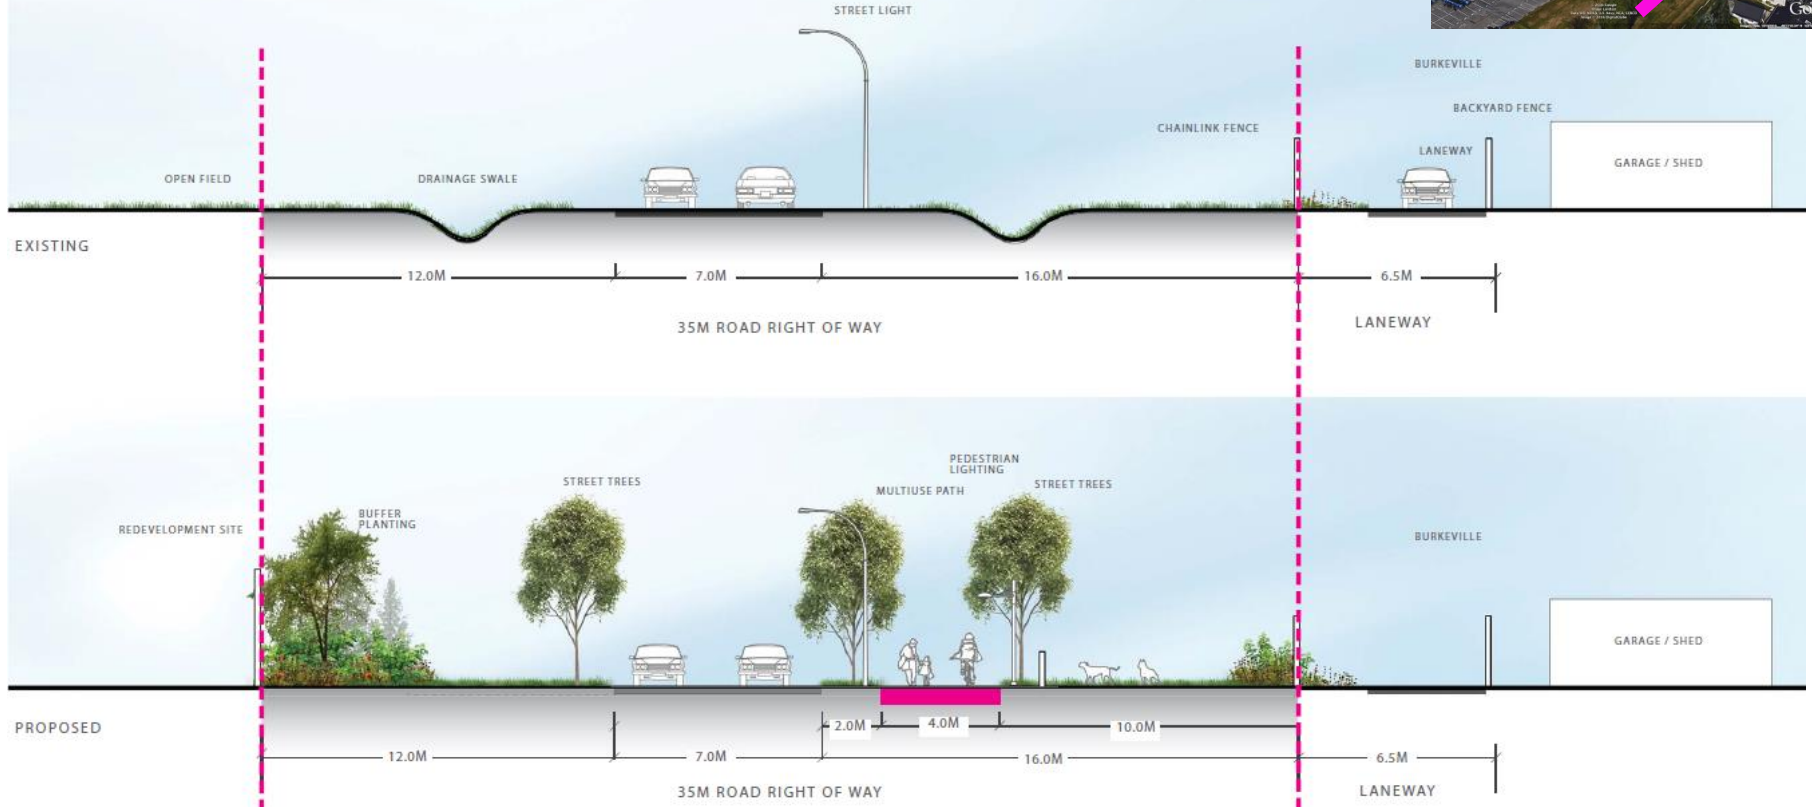 STREET LIGHT
BURKEVILLE
BACKYARD FENCE
CHAINLINK FENCE
LANEWAY
GARAGE / SHED
OPEN FIELD
DRAINAGE SWALE
EXISTING
12.0M
7.0M
16.0M
6.5M
35M ROAD RIGHT OF WAY
LANEWAY
PEDESTRIAN
LIGHTING
STREET TREES
MULTIUSE PATH
STREET TREES
BUFFER
PLANTING
REDEVELOPMENT SITE
BURKEVILLE
GARAGE / SHED
PROPOSED
2.0M
4.0M
10.0M
12.0M
7.0M
16.0M
6.5M
35M ROAD RIGHT OF WAY
LANEWAY